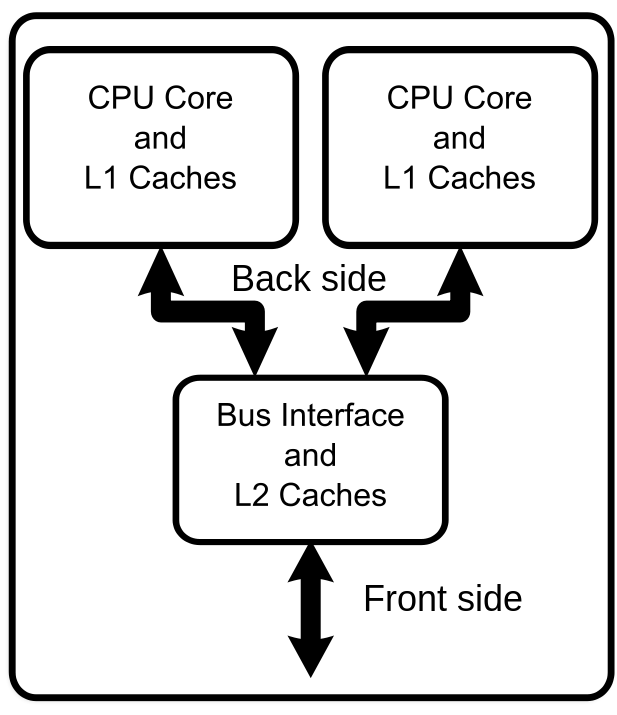 CPU Core
and
L1 Caches
CPU Core
and
L1 Caches
Back side
Bus Interface
and
L2 Caches
Front side